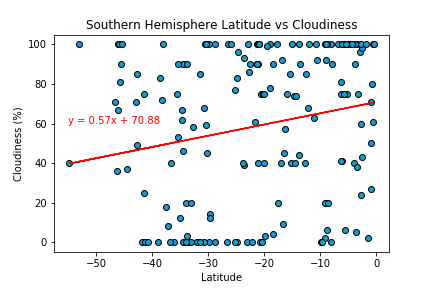 Southern Hemisphere Latitude vs Cloudiness
100
80
y = 0.57x + 70.88
60
40
20
0
Cloudiness (%)
−50 −40 −30 −20 −10 0
Latitude